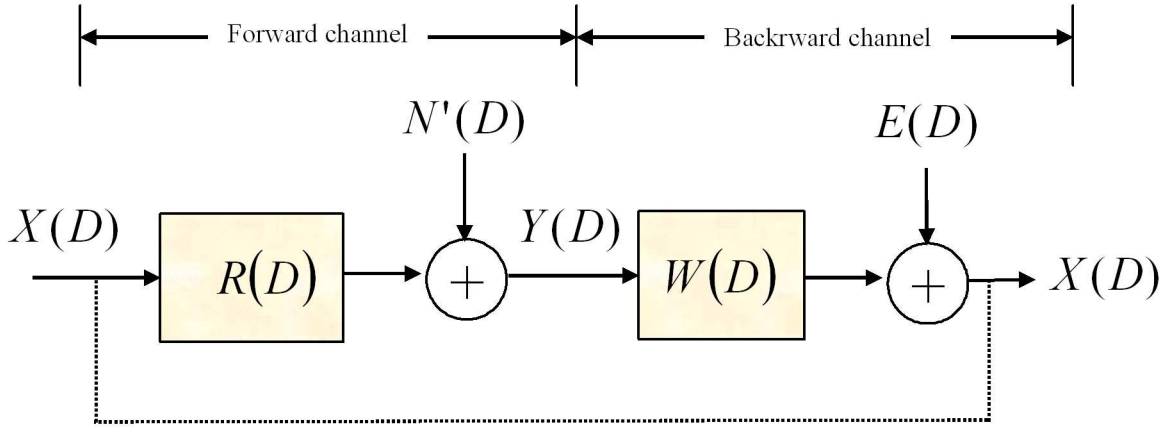 Forward channel
Backrward channel
N'(D)
E(D)
X(D)
R(D)
+
Y(D)
W(D)
+
X(D)